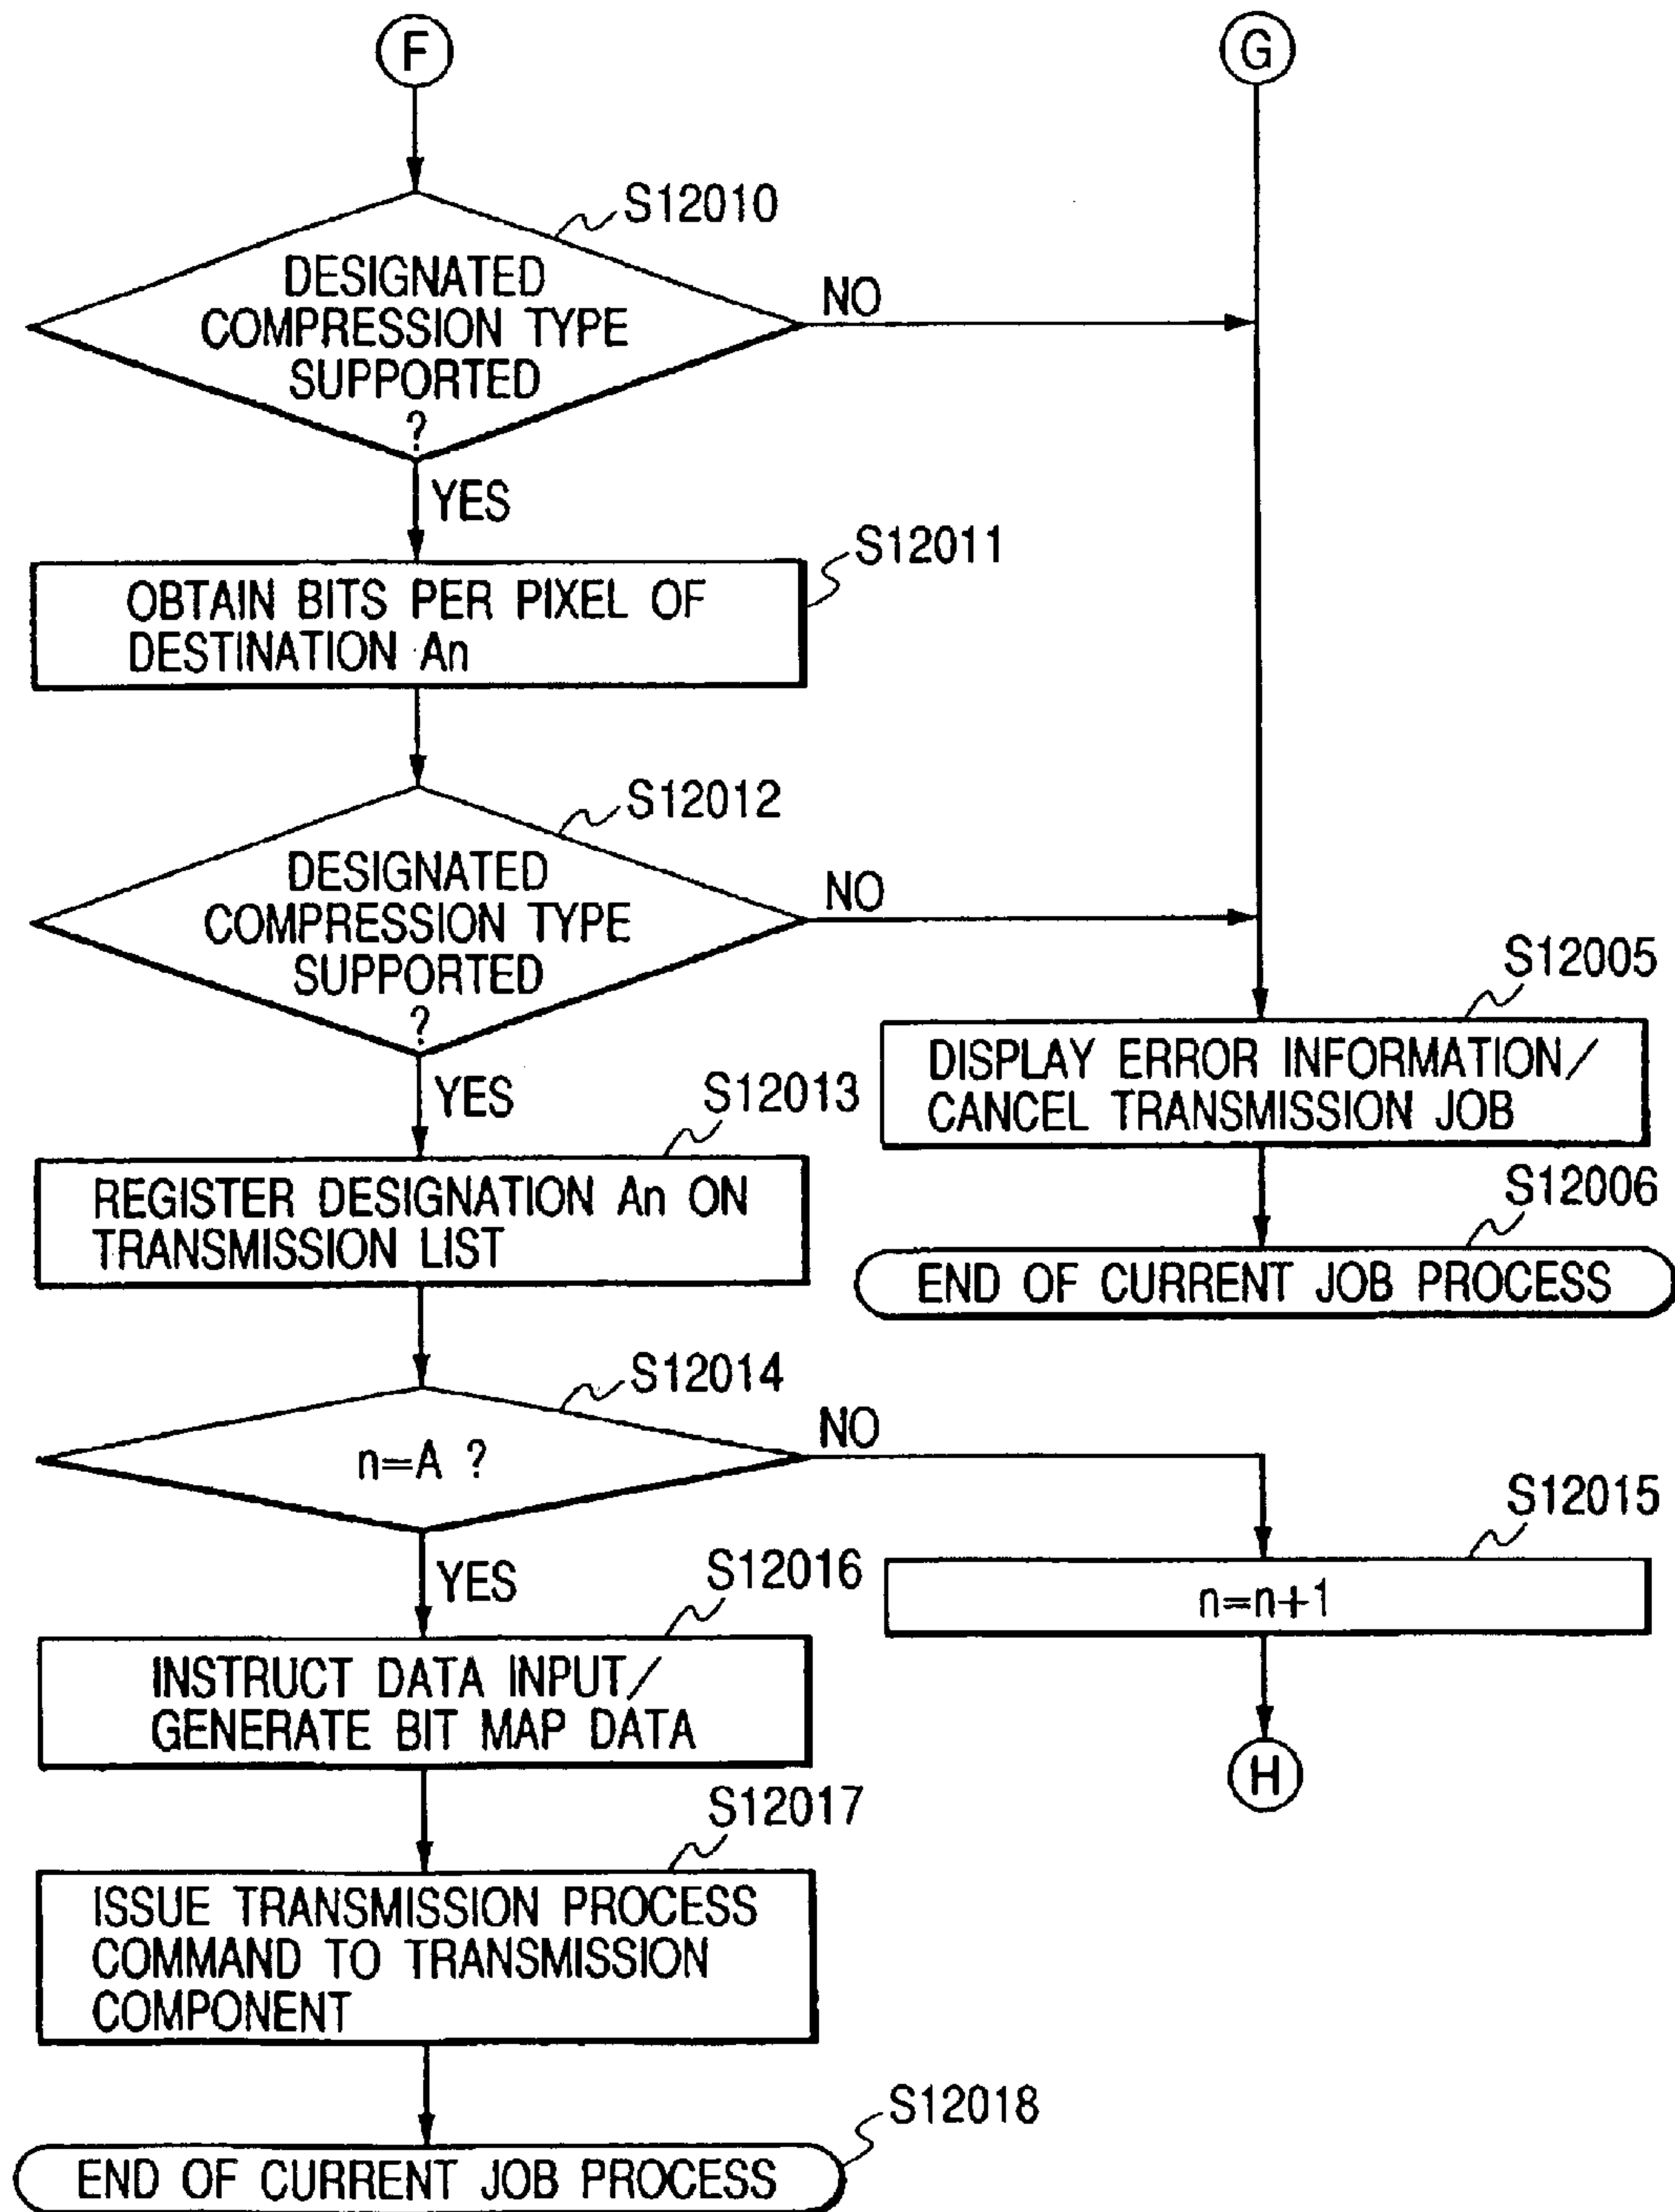 F
G
S12010
DESIGNATED
COMPRESSION TYPE
SUPPORTED
?
NO
YES
S12011
OBTAIN BITS PER PIXEL OF
DESTINATION An
S12012
DESIGNATED
COMPRESSION TYPE
SUPPORTED
?
NO
YES
S12005
DISPLAY ERROR INFORMATION/
CANCEL TRANSMISSION JOB
S12013
REGISTER DESIGNATION An ON
TRANSMISSION LIST
S12006
END OF CURRENT JOB PROCESS
S12014
n=A ?
NO
YES
S12015
n=n+1
H
S12016
INSTRUCT DATA INPUT/
GENERATE BIT MAP DATA
S12017
ISSUE TRANSMISSION PROCESS
COMMAND TO TRANSMISSION
COMPONENT
S12018
END OF CURRENT JOB PROCESS